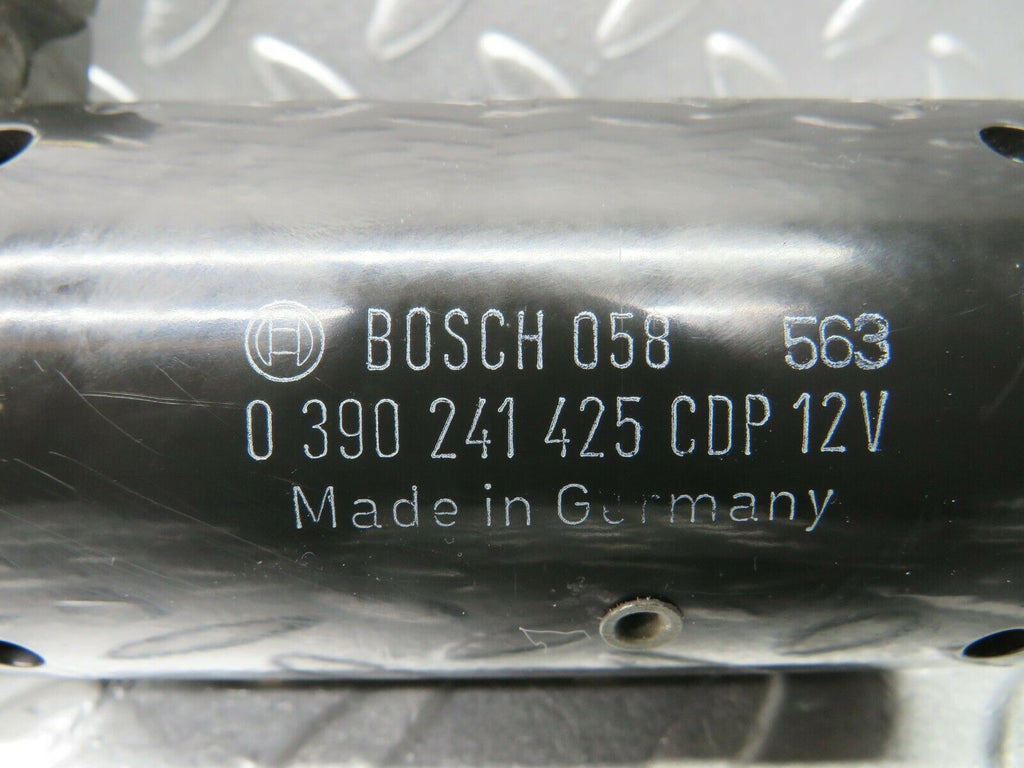 BOSCH 058 563
0 390 241 425 CDP 12V
Made in Germany